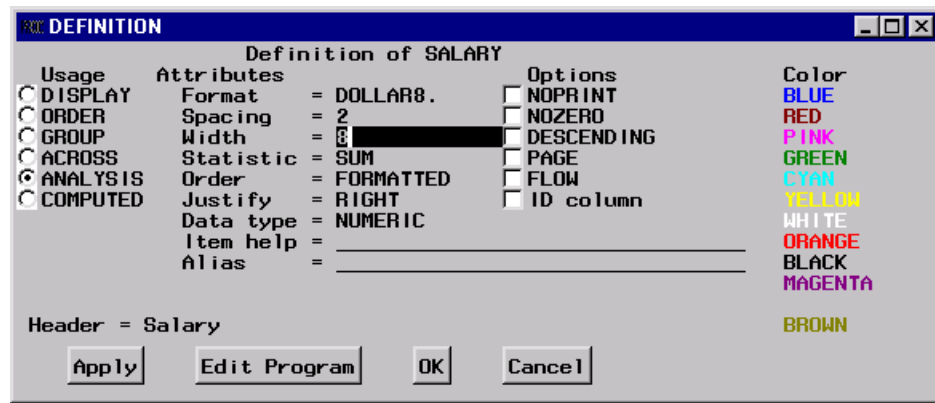 DEFINITION
Definition of SALARY
Usage Attributes Options Color
DISPLAY Format = DOLLAR8. NOPRINT BLUE
ORDER Spacing = 2 NOZERO RED
GROUP Width = 8 DESCENDING PINK
ACROSS Statistic = SUM PAGE GREEN
ANALYSIS Order = FORMATTED FLOW CYAN
COMPUTED Justify = RIGHT ID column YELLOW
Data type = NUMERIC WHITE
Item help = ORANGE
Alias = BLACK
MAGENTA
Header = Salary BROWN
Apply Edit Program OK Cancel